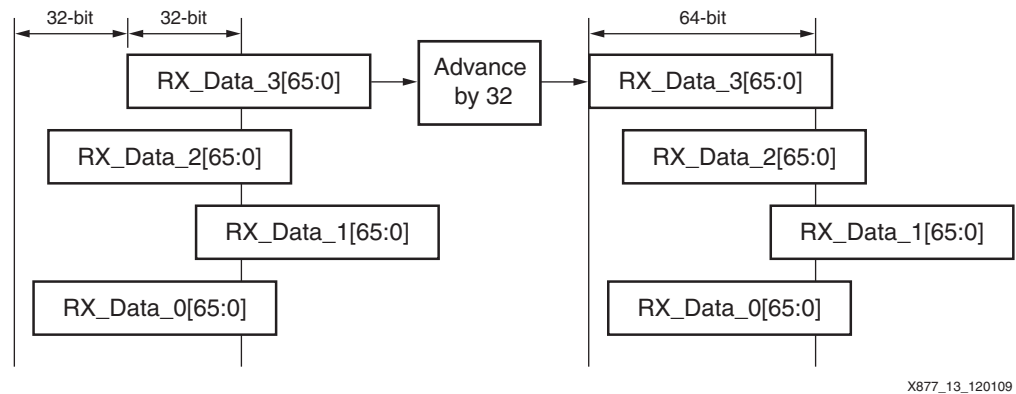 32-bit
32-bit
64-bit
RX_Data_3[65:0]
Advance
by 32
RX_Data_3[65:0]
RX_Data_2[65:0]
RX_Data_2[65:0]
RX_Data_1[65:0]
RX_Data_1[65:0]
RX_Data_0[65:0]
RX_Data_0[65:0]
X877_13_120109